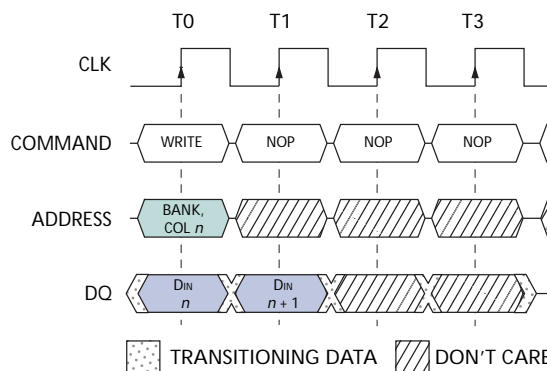 T0 T1 T2 T3
CLK
COMMAND WRITE NOP NOP NOP
ADDRESS BANK,
COL n
DQ DIN
n
DIN
n + 1
TRANSITIONING DATA DON'T CARE